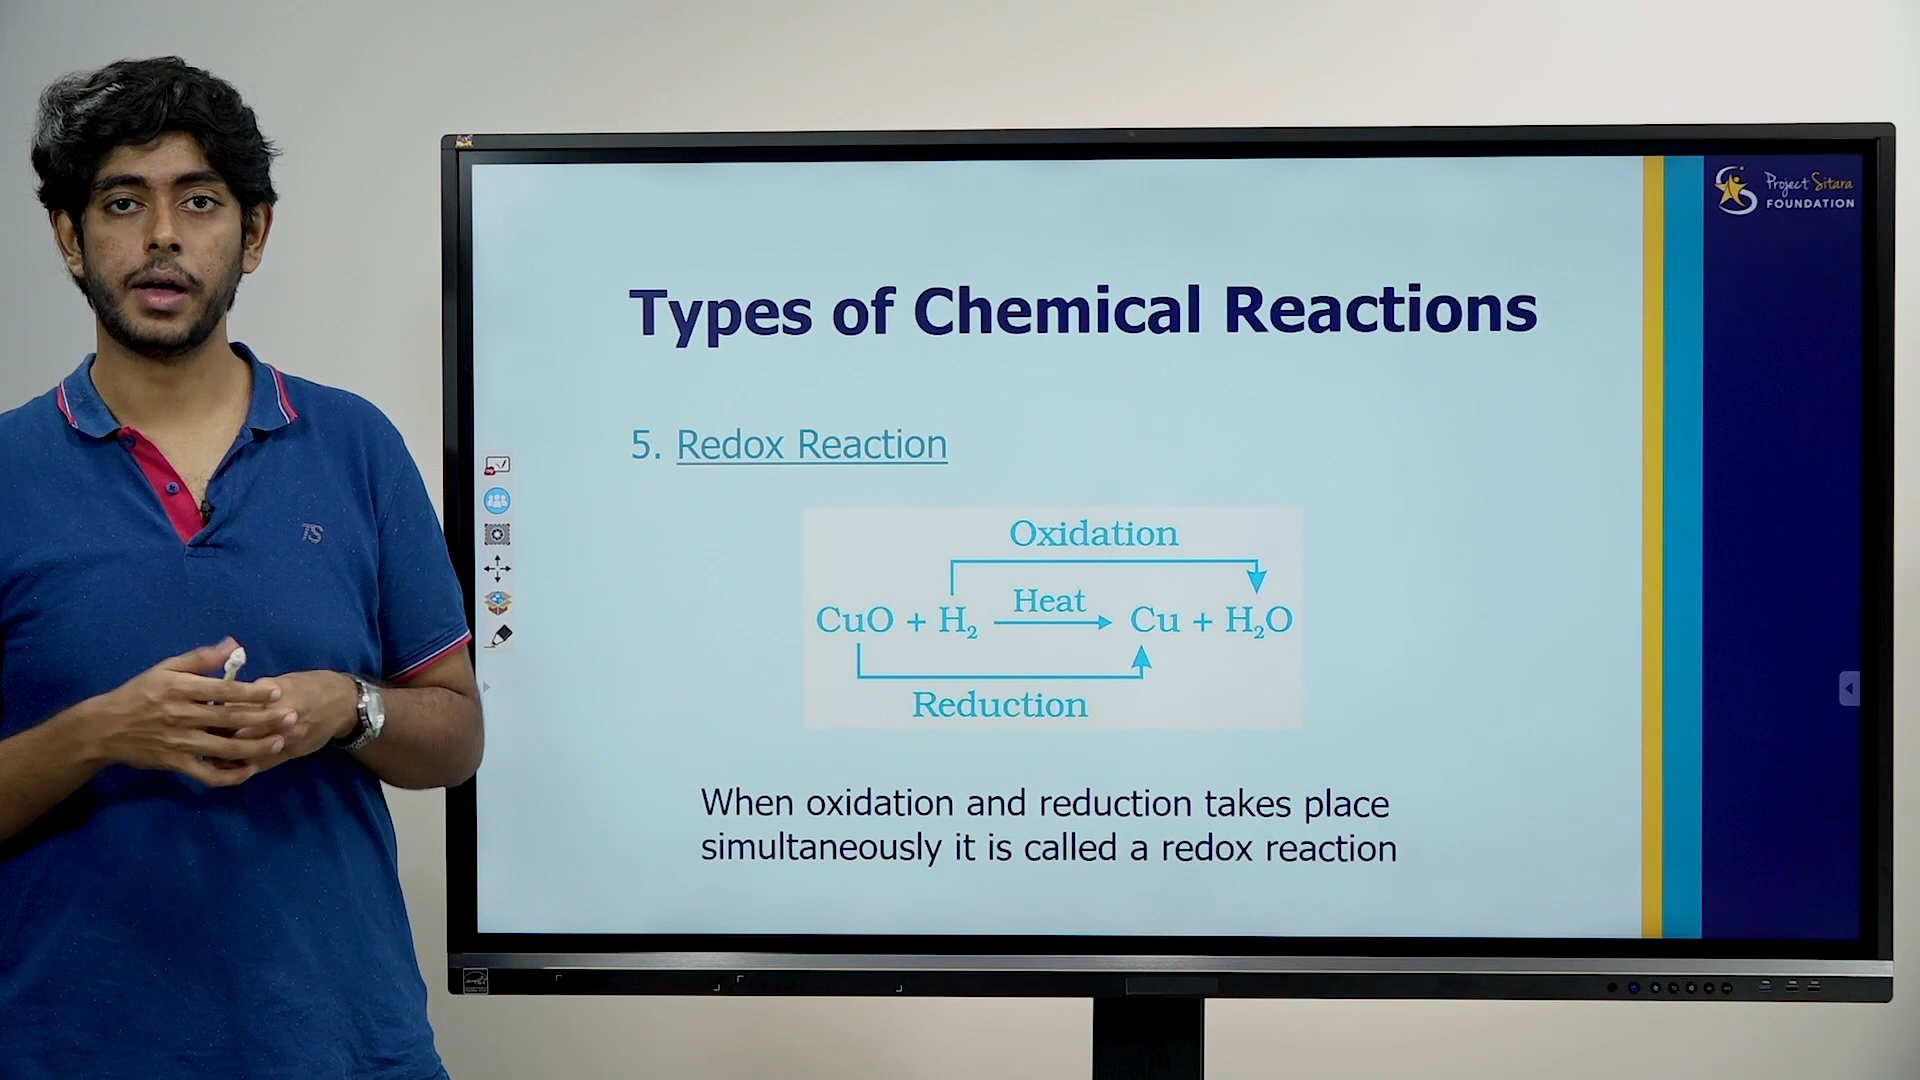 Project Sitara
FOUNDATION
Types of Chemical Reactions
5. Redox Reaction
Oxidation
Heat
CuO + H₂ → Cu + H₂O
Reduction
When oxidation and reduction takes place
simultaneously it is called a redox reaction
TS